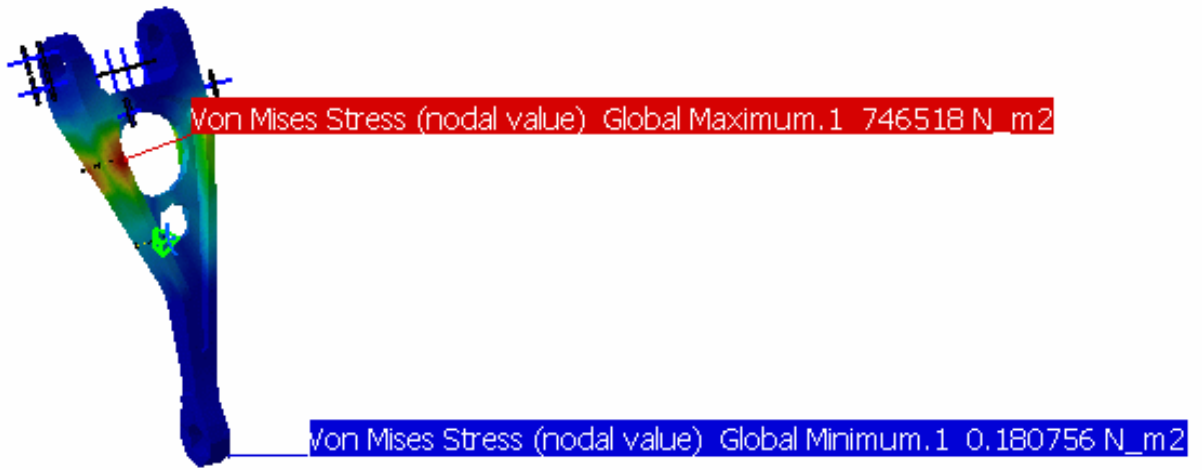 Von Mises Stress (nodal value) Global Maximum.1 746518 N_m2
Von Mises Stress (nodal value) Global Minimum.1 0.180756 N_m2